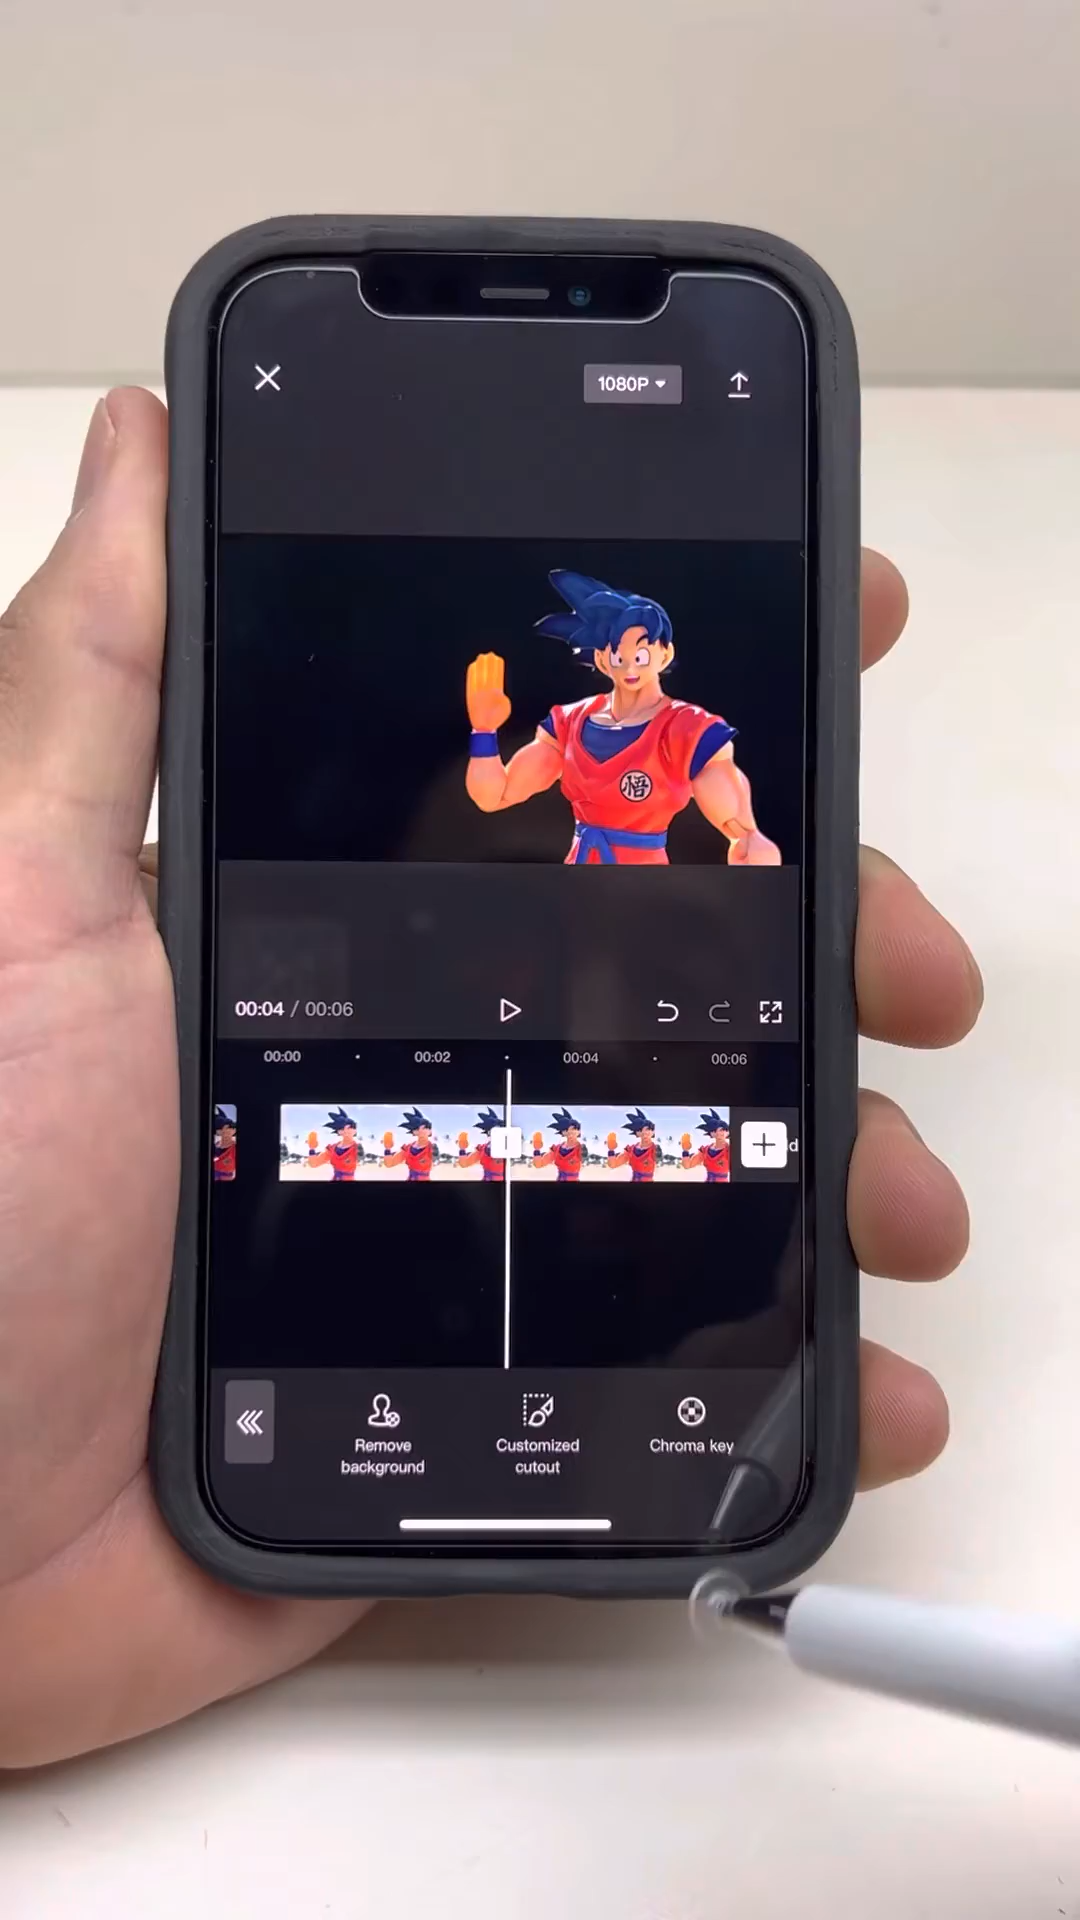 1080P
悟
00:04 / 00:06
00:00
00:02
00:04
00:06
d
Remove
background
Customized
cutout
Chroma key